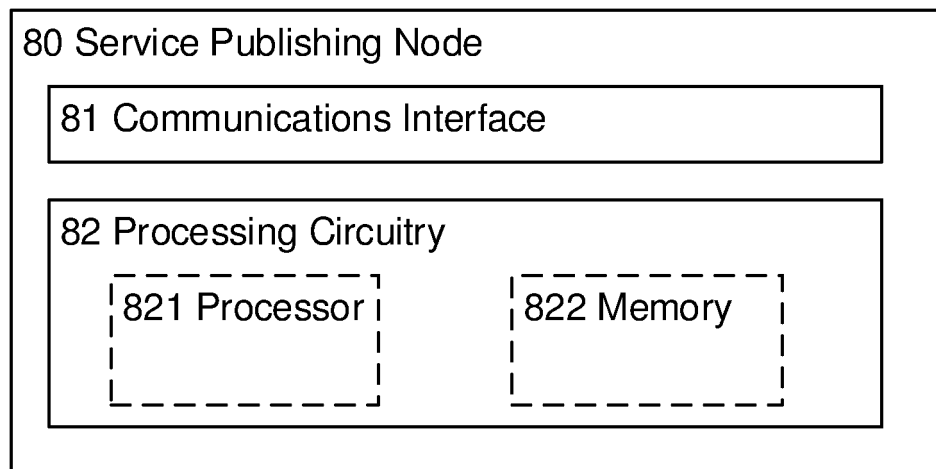 80 Service Publishing Node
81 Communications Interface
82 Processing Circuitry
821 Processor
822 Memory